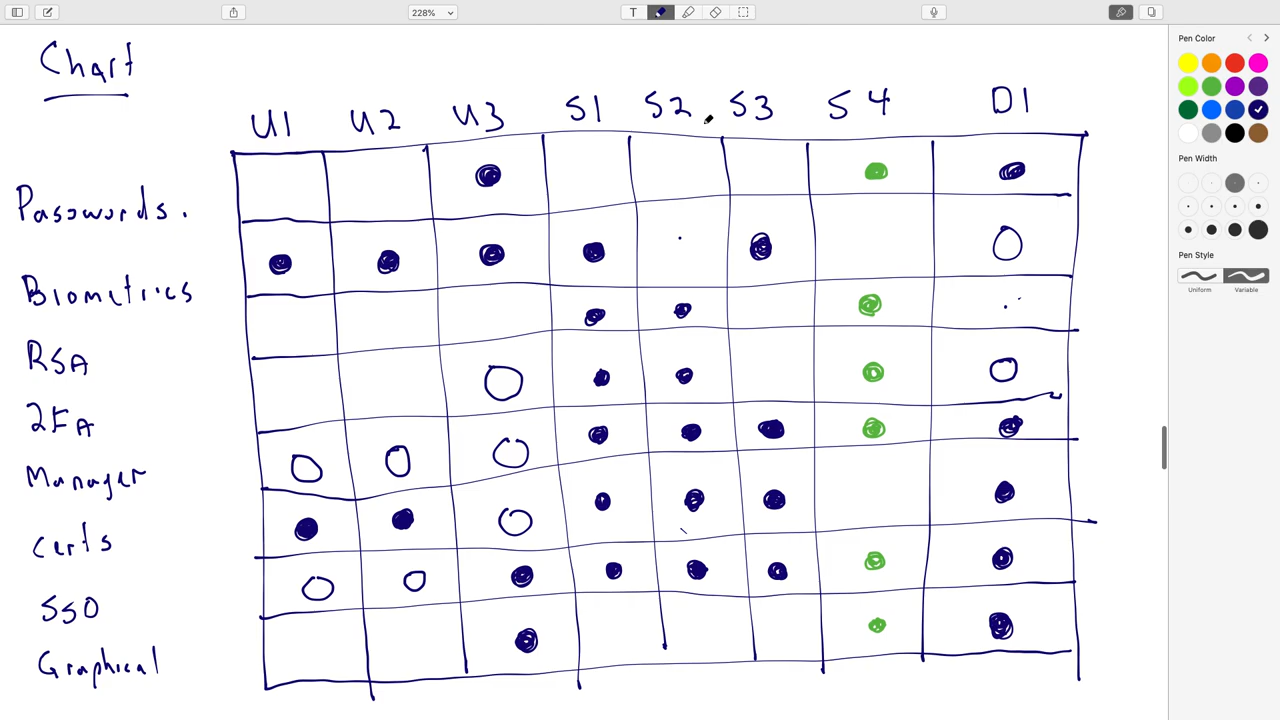 228%
T
Chart
U1 U2 U3 S1 S2 S3 S4 D1
Passwords.
Biometrics
RSA
2FA
Manager
Certs
SSO
Graphical
Pen Color
Pen Width
Pen Style
Uniform Variable